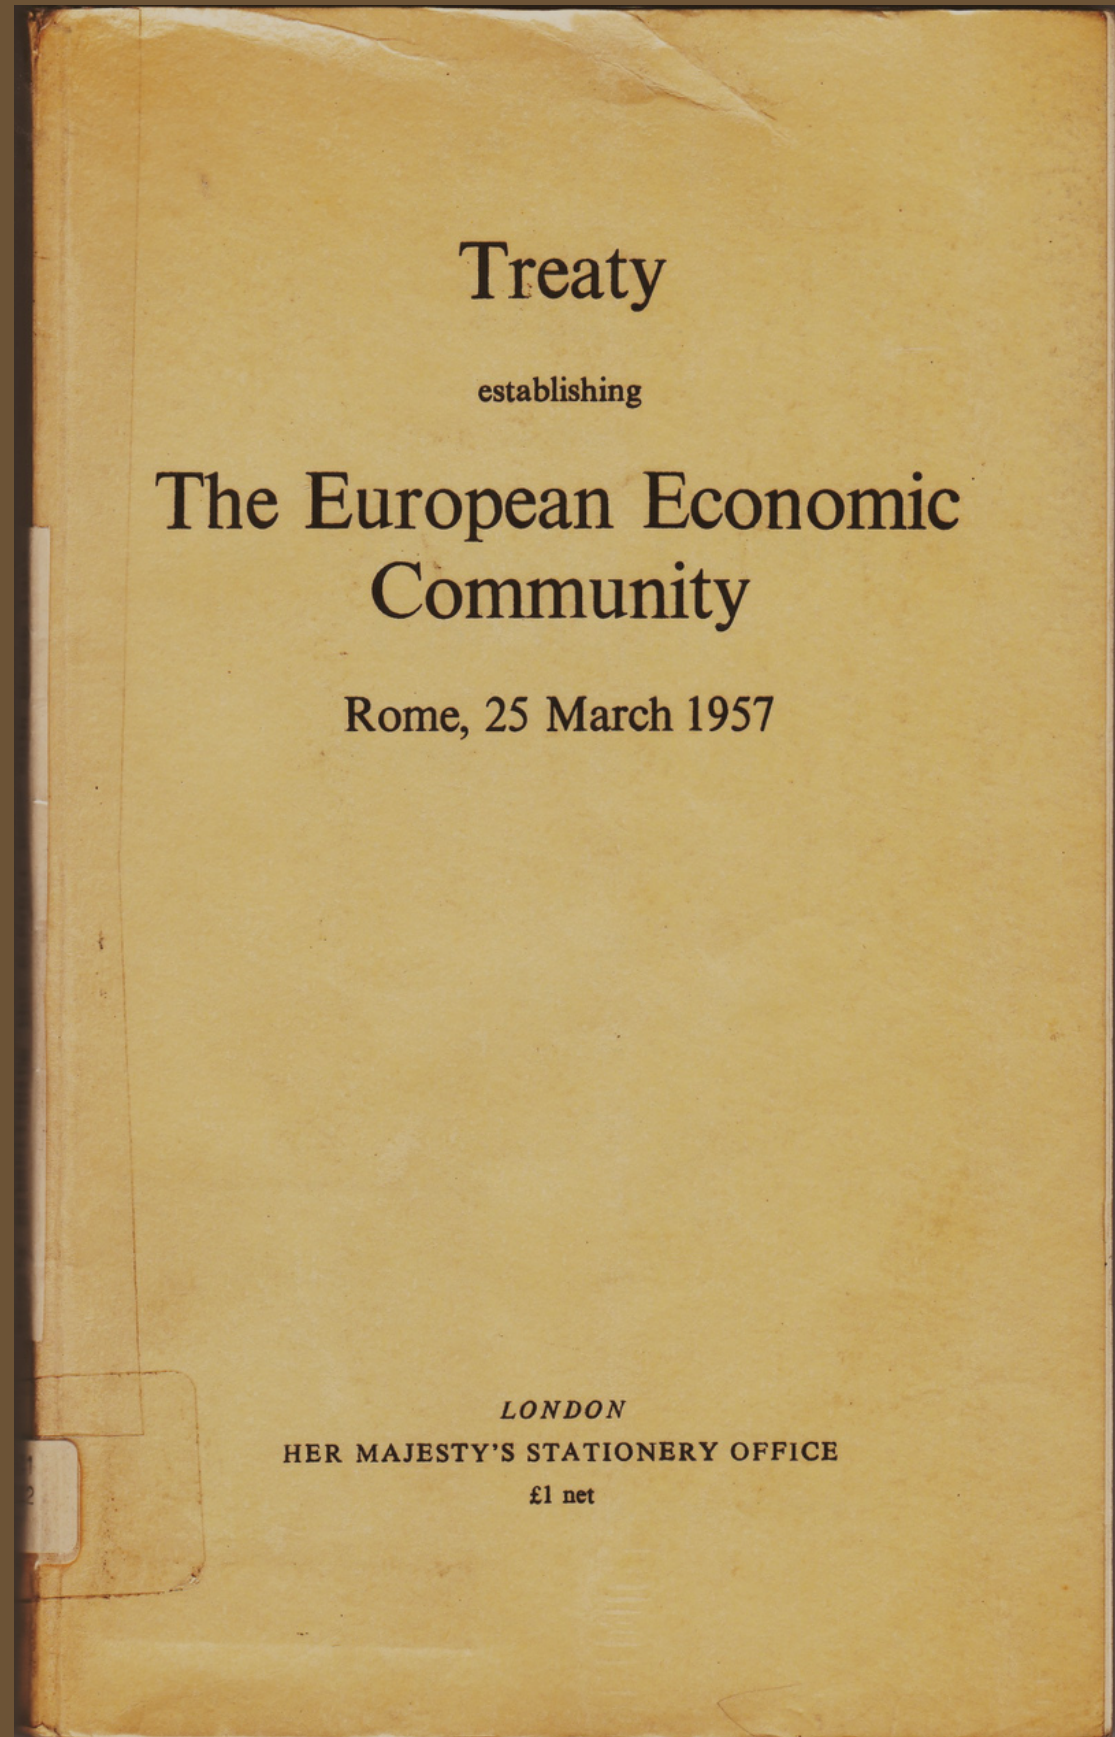 Treaty
establishing
The European Economic
Community
Rome, 25 March 1957
LONDON
HER MAJESTY'S STATIONERY OFFICE
£1 net